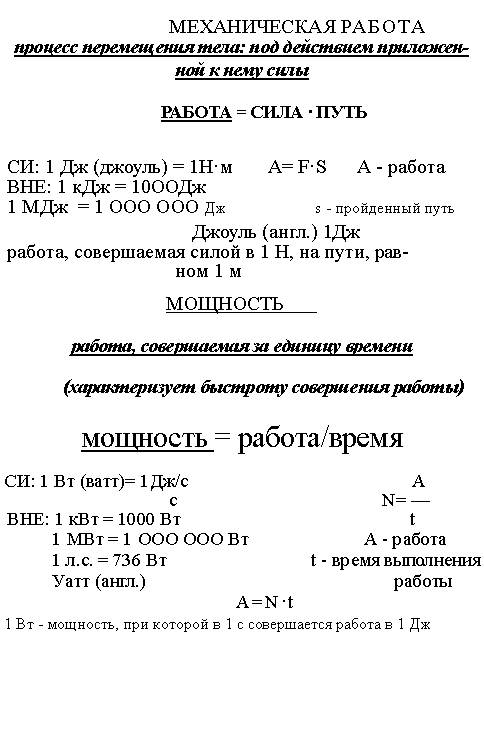 МЕХАНИЧЕСКАЯ РАБОТА
процесс перемещения тела: под действием приложен-
ной к нему силы
РАБОТА = СИЛА · ПУТЬ
СИ: 1 Дж (джоуль) = 1Н·м A= F·S А - работа
ВНЕ: 1 кДж = 10ООДж
1 МДж = 1 ООО ООО Дж s - пройденный путь
Джоуль (англ.) 1Дж
работа, совершаемая силой в 1 Н, на пути, рав-
ном 1 м
МОЩНОСТЬ
работа, совершаемая за единицу времени
(характеризует быстроту совершения работы)
мощность = работа/время
СИ: 1 Вт (ватт)= 1Дж/с А
с N= —
ВНЕ: 1 кВт = 1000 Вт t
1 МВт = 1 ООО ООО Вт А - работа
1 л.с. = 736 Вт t - время выполнения
Уатт (англ.) работы
А = N ·t
1 Вт - мощность, при которой в 1 с совершается работа в 1 Дж